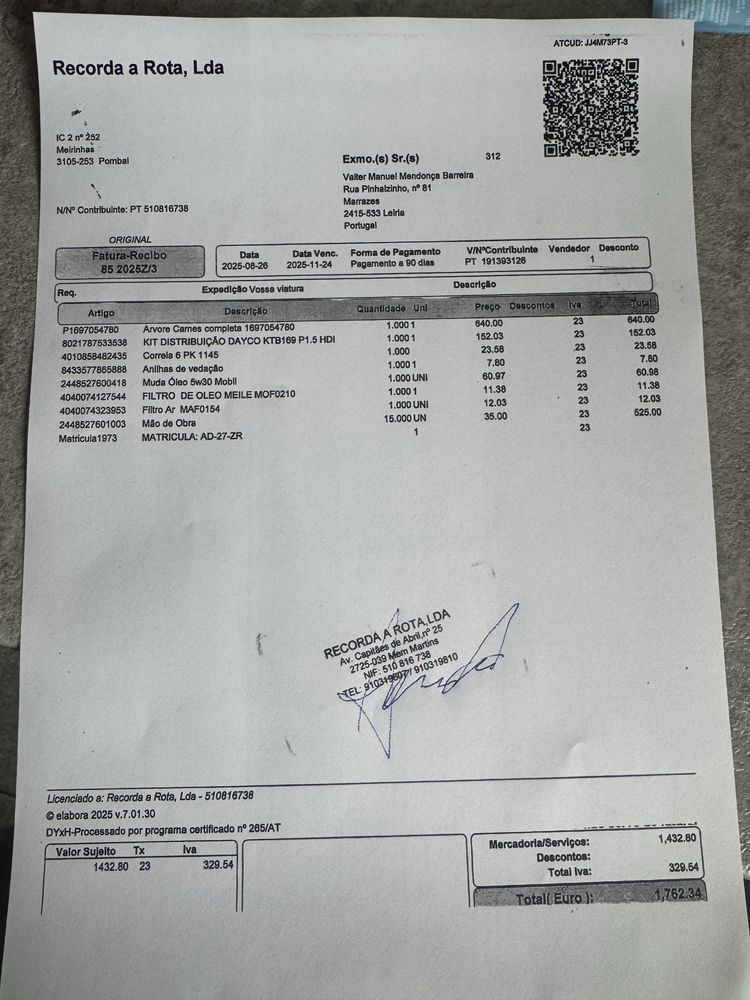 ATCUD: JJ4M73PT-3
Recorda a Rota, Lda
IC 2 nº 252
Meirinhas
3105-253 Pombal
Exmo.(s) Sr.(s) 312
Valter Manuel Mendonça Barreira
Rua Pinhalzinho, nº 81
Marrazes
2415-533 Leiria
Portugal
N/Nº Contribuinte: PT 510816738
ORIGINAL
Fatura-Recibo
85 2025Z/3
Data Data Venc. Forma de Pagamento V/NºContribuinte Vendedor Desconto
2025-08-26 2025-11-24 Pagamento a 90 dias PT 191393126 1
Req. Expedição Vossa viatura Descrição
Artigo Descrição Quantidade Uni Preço Descontos Iva Total
P1697054780 Arvore Cames completa 1697054780 1.000 1 640.00 23 640.00
8021787533538 KIT DISTRIBUIÇÃO DAYCO KTB169 P1.5 HDI 1.000 1 152.03 23 152.03
4010858482435 Correia 6 PK 1145 1.000 23.58 23 23.58
8433577865888 Anilhas de vedação 1.000 1 7.80 23 7.80
2448527600418 Muda Óleo 5w30 Mobil 1.000 UNI 60.97 23 60.98
4040074127544 FILTRO DE OLEO MEILE MOF0210 1.000 1 11.38 23 11.38
4040074323953 Filtro Ar MAF0154 1.000 UNI 12.03 23 12.03
2448527601003 Mão de Obra 15.000 UN 35.00 23 525.00
Matricula1973 MATRICULA: AD-27-ZR 1 23
RECORDA A ROTA,LDA
Av. Capitães de Abril,nº 25
2725-039 Mem Martins
NIF: 510 816 738
TEL: 910319807/ 910319810
Licenciado a: Recorda a Rota, Lda - 510816738
© elabora 2025 v.7.01.30
DYxH-Processado por programa certificado nº 265/AT
Valor Sujeito Tx Iva
1432.80 23 329.54
Mercadoria/Serviços: 1,432.80
Descontos:
Total Iva: 329.54
Total( Euro ): 1,762.34